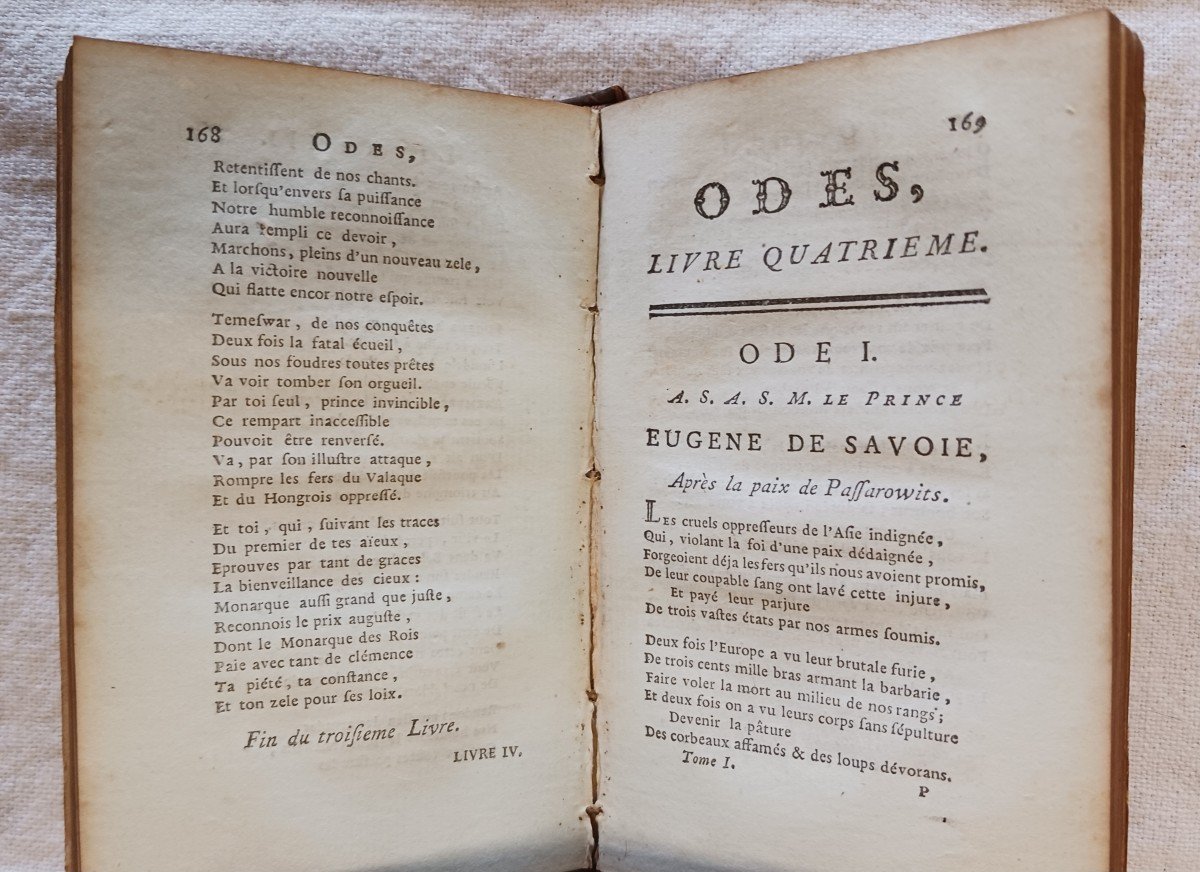 168
ODES,
Retentiſſent de nos chants.
Et lorſqu'envers ſa puiſſance
Notre humble reconnoiſſance
Aura rempli ce devoir,
Marchons, pleins d'un nouveau zele,
A la victoire nouvelle
Qui flatte encor notre eſpoir.
Temeſwar, de nos conquêtes
Deux fois la fatal écueil,
Sous nos foudres toutes prêtes
Va voir tomber ſon orgueil.
Par toi ſeul, prince invincible,
Ce rempart inacceſſible
Pouvoit être renverſé.
Va, par ſon illuſtre attaque,
Rompre les fers du Valaque
Et du Hongrois oppreſſé.
Et toi, qui, ſuivant les traces
Du premier de tes aïeux,
Eprouves par tant de graces
La bienveillance des cieux:
Monarque auſſi grand que juſte,
Reconnois le prix auguſte,
Dont le Monarque des Rois
Paie avec tant de clémence
Ta piété, ta conſtance,
Et ton zele pour ſes loix.
Fin du troiſieme Livre.
LIVRE IV.
169
ODES,
LIVRE QUATRIEME.
ODE I.
A. S. A. S. M. LE PRINCE
EUGENE DE SAVOIE,
Après la paix de Paſſarowits.
LES cruels oppreſſeurs de l'Aſie indignée,
Qui, violant la foi d'une paix dédaignée,
Forgeoient déja les fers qu'ils nous avoient promis,
De leur coupable ſang ont lavé cette injure,
Et payé leur parjure
De trois vaſtes états par nos armes ſoumis.
Deux fois l'Europe a vu leur brutale furie,
De trois cents mille bras armant la barbarie,
Faire voler la mort au milieu de nos rangs;
Et deux fois on a vu leurs corps ſans ſépulture
Devenir la pâture
Des corbeaux affamés & des loups dévorans.
Tome I.
P